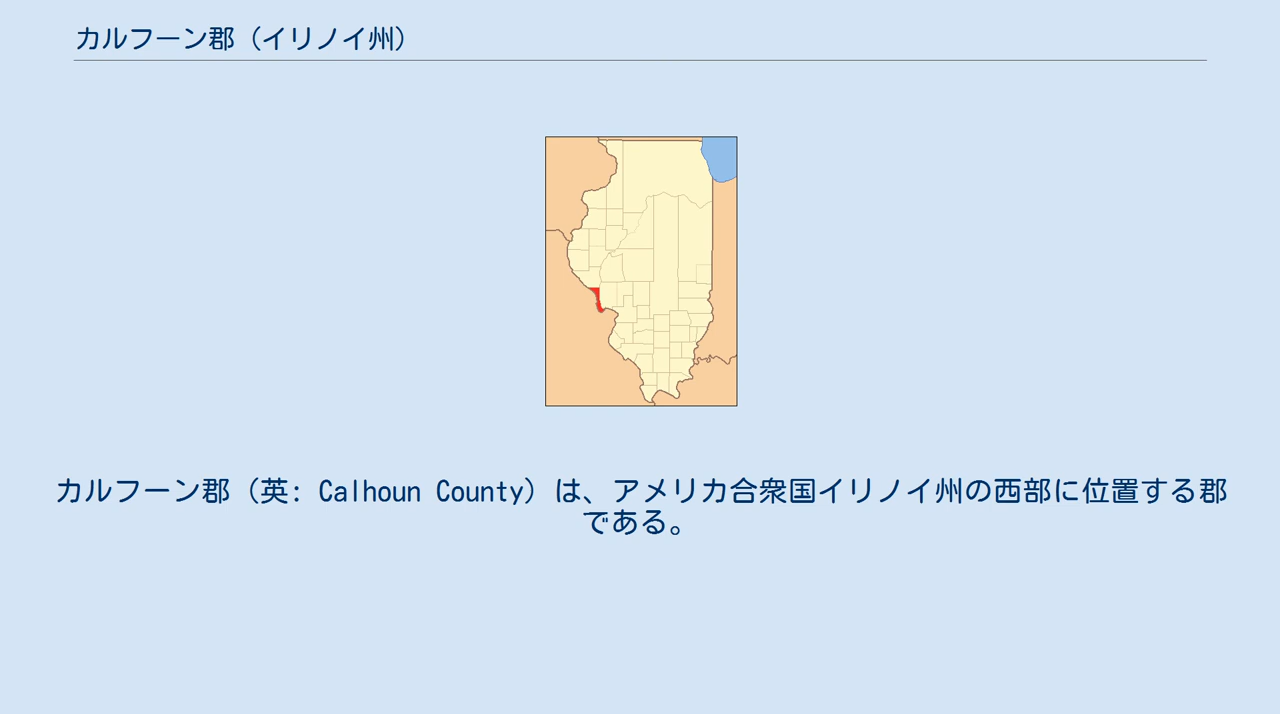 カルフーン郡（イリノイ州）
カルフーン郡（英: Calhoun County）は、アメリカ合衆国イリノイ州の西部に位置する郡
である。